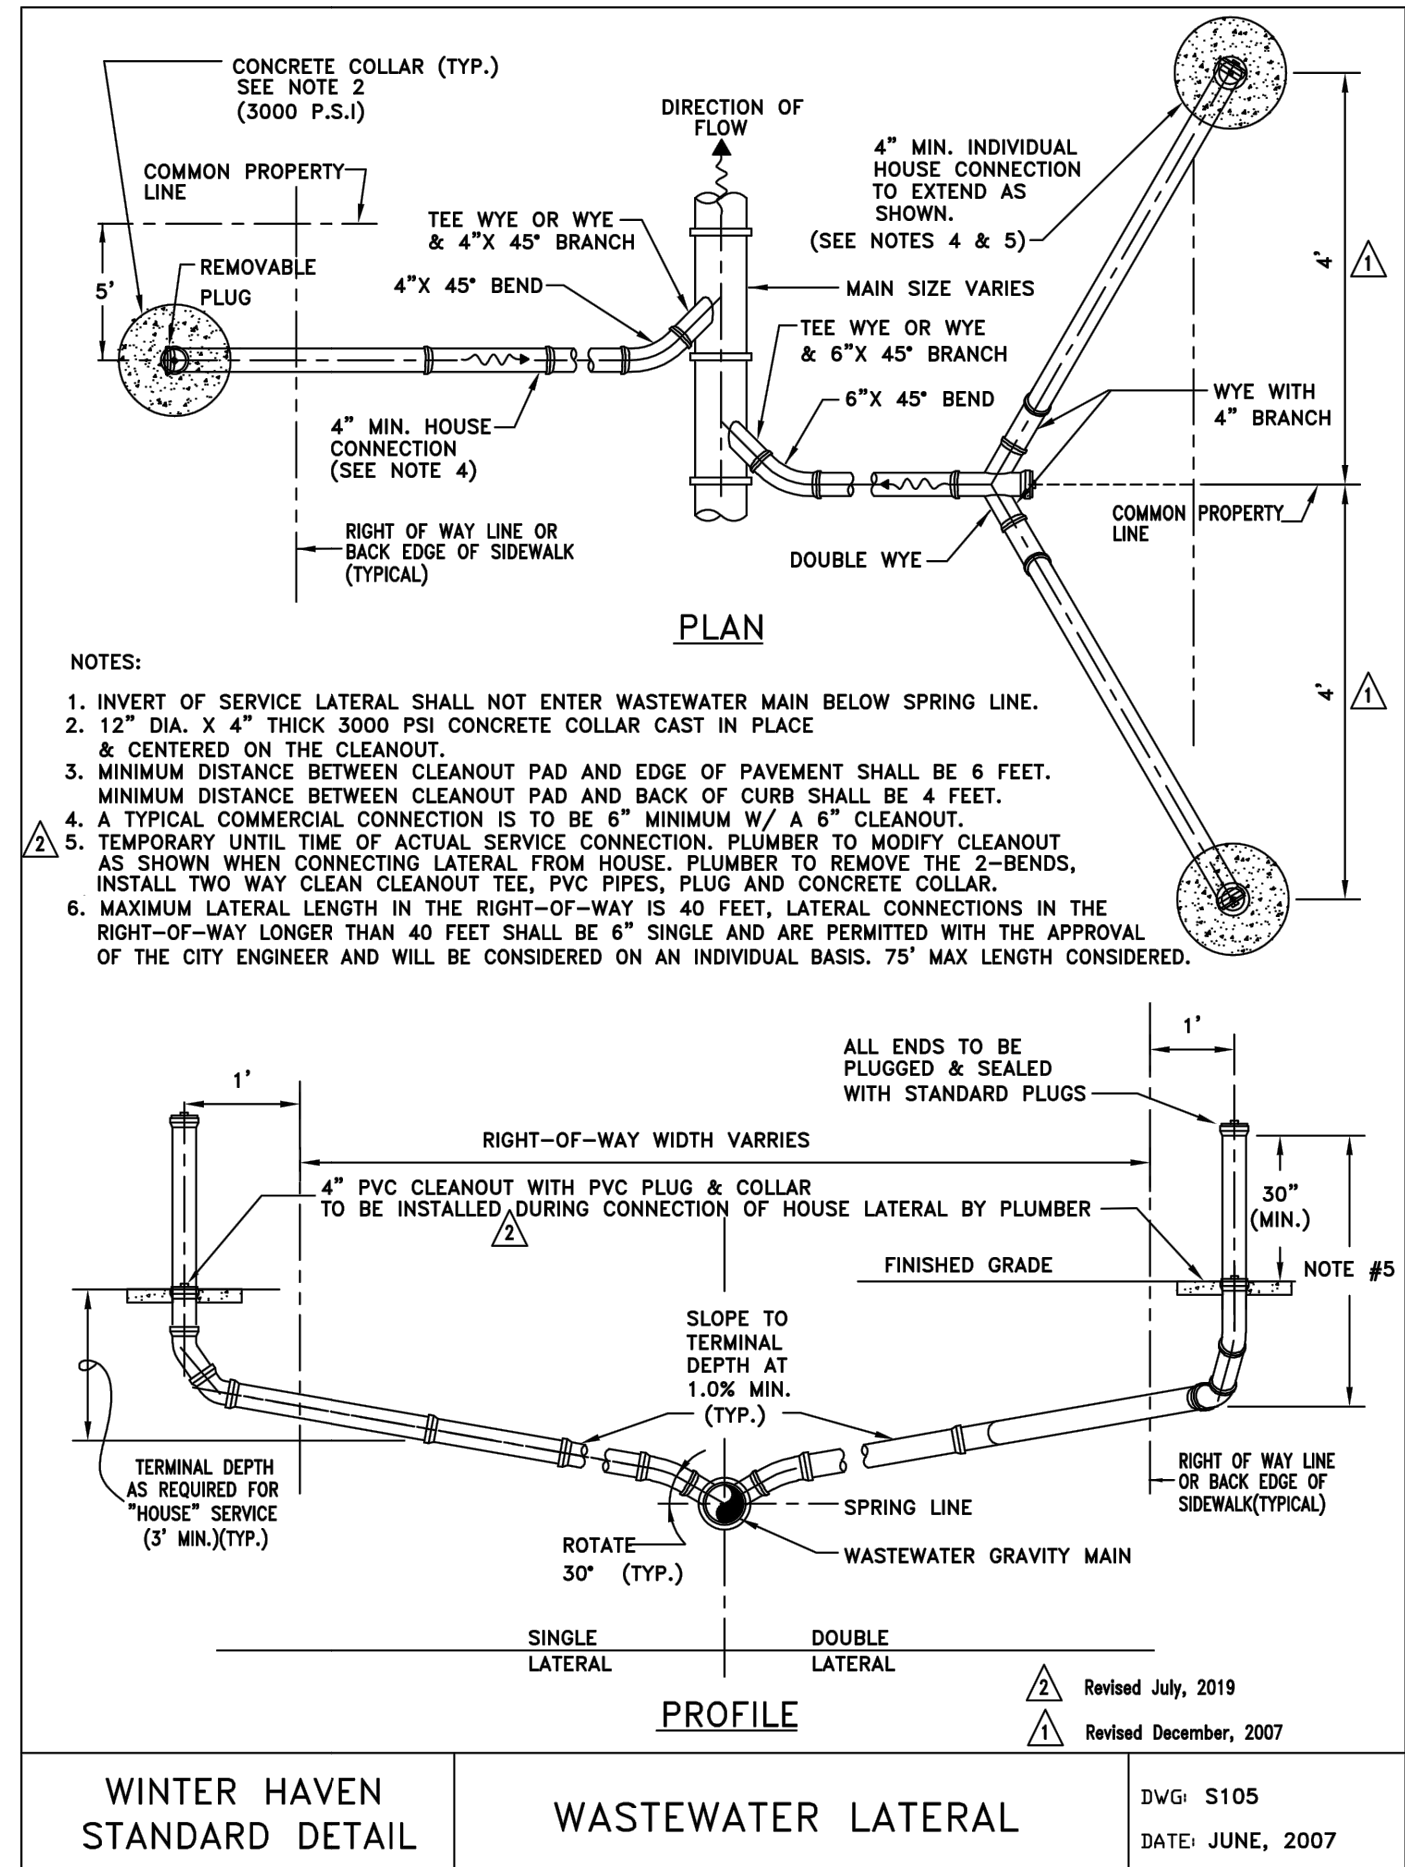 CONCRETE COLLAR (TYP.)
SEE NOTE 2
(3000 P.S.I)
COMMON PROPERTY
LINE
5'
REMOVABLE
PLUG
TEE WYE OR WYE
& 4"X 45° BRANCH
4"X 45° BEND
DIRECTION OF
FLOW
4" MIN. INDIVIDUAL
HOUSE CONNECTION
TO EXTEND AS
SHOWN.
(SEE NOTES 4 & 5)
4'
1
MAIN SIZE VARIES
TEE WYE OR WYE
& 6"X 45° BRANCH
6"X 45° BEND
WYE WITH
4" BRANCH
4" MIN. HOUSE
CONNECTION
(SEE NOTE 4)
RIGHT OF WAY LINE OR
BACK EDGE OF SIDEWALK
(TYPICAL)
COMMON PROPERTY
LINE
DOUBLE WYE
4'
1
PLAN
NOTES:
1. INVERT OF SERVICE LATERAL SHALL NOT ENTER WASTEWATER MAIN BELOW SPRING LINE.
2. 12" DIA. X 4" THICK 3000 PSI CONCRETE COLLAR CAST IN PLACE
& CENTERED ON THE CLEANOUT.
3. MINIMUM DISTANCE BETWEEN CLEANOUT PAD AND EDGE OF PAVEMENT SHALL BE 6 FEET.
MINIMUM DISTANCE BETWEEN CLEANOUT PAD AND BACK OF CURB SHALL BE 4 FEET.
4. A TYPICAL COMMERCIAL CONNECTION IS TO BE 6" MINIMUM W/ A 6" CLEANOUT.
2 5. TEMPORARY UNTIL TIME OF ACTUAL SERVICE CONNECTION. PLUMBER TO MODIFY CLEANOUT
AS SHOWN WHEN CONNECTING LATERAL FROM HOUSE. PLUMBER TO REMOVE THE 2-BENDS,
INSTALL TWO WAY CLEAN CLEANOUT TEE, PVC PIPES, PLUG AND CONCRETE COLLAR.
6. MAXIMUM LATERAL LENGTH IN THE RIGHT-OF-WAY IS 40 FEET, LATERAL CONNECTIONS IN THE
RIGHT-OF-WAY LONGER THAN 40 FEET SHALL BE 6" SINGLE AND ARE PERMITTED WITH THE APPROVAL
OF THE CITY ENGINEER AND WILL BE CONSIDERED ON AN INDIVIDUAL BASIS. 75' MAX LENGTH CONSIDERED.
1'
ALL ENDS TO BE
PLUGGED & SEALED
WITH STANDARD PLUGS
1'
RIGHT-OF-WAY WIDTH VARRIES
4" PVC CLEANOUT WITH PVC PLUG & COLLAR
TO BE INSTALLED DURING CONNECTION OF HOUSE LATERAL BY PLUMBER
2
30"
(MIN.)
FINISHED GRADE
NOTE #5
SLOPE TO
TERMINAL
DEPTH AT
1.0% MIN.
(TYP.)
TERMINAL DEPTH
AS REQUIRED FOR
"HOUSE" SERVICE
(3' MIN.)(TYP.)
RIGHT OF WAY LINE
OR BACK EDGE OF
SIDEWALK(TYPICAL)
SPRING LINE
ROTATE
30° (TYP.)
WASTEWATER GRAVITY MAIN
SINGLE
LATERAL
DOUBLE
LATERAL
PROFILE
2 Revised July, 2019
1 Revised December, 2007
WINTER HAVEN
STANDARD DETAIL
WASTEWATER LATERAL
DWG: S105
DATE: JUNE, 2007